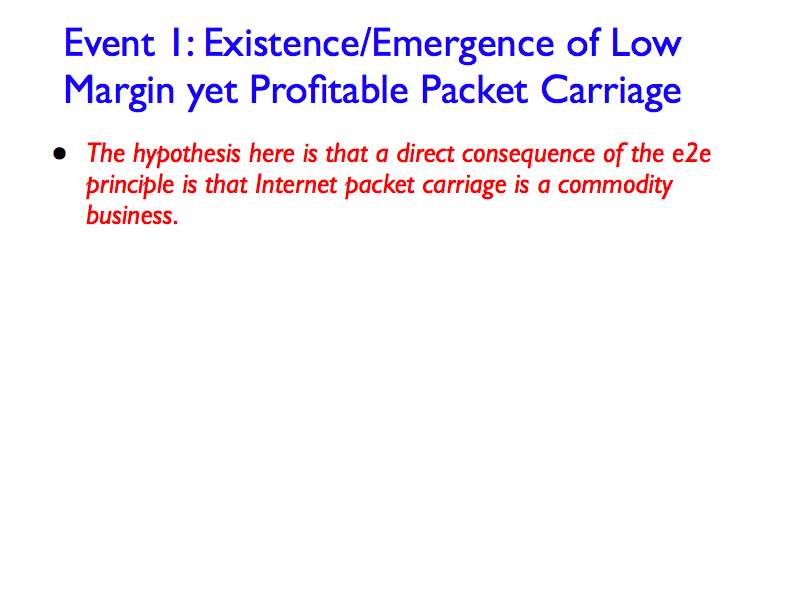 Event 1: Existence/Emergence of Low
Margin yet Profitable Packet Carriage
• The hypothesis here is that a direct consequence of the e2e
principle is that Internet packet carriage is a commodity
business.